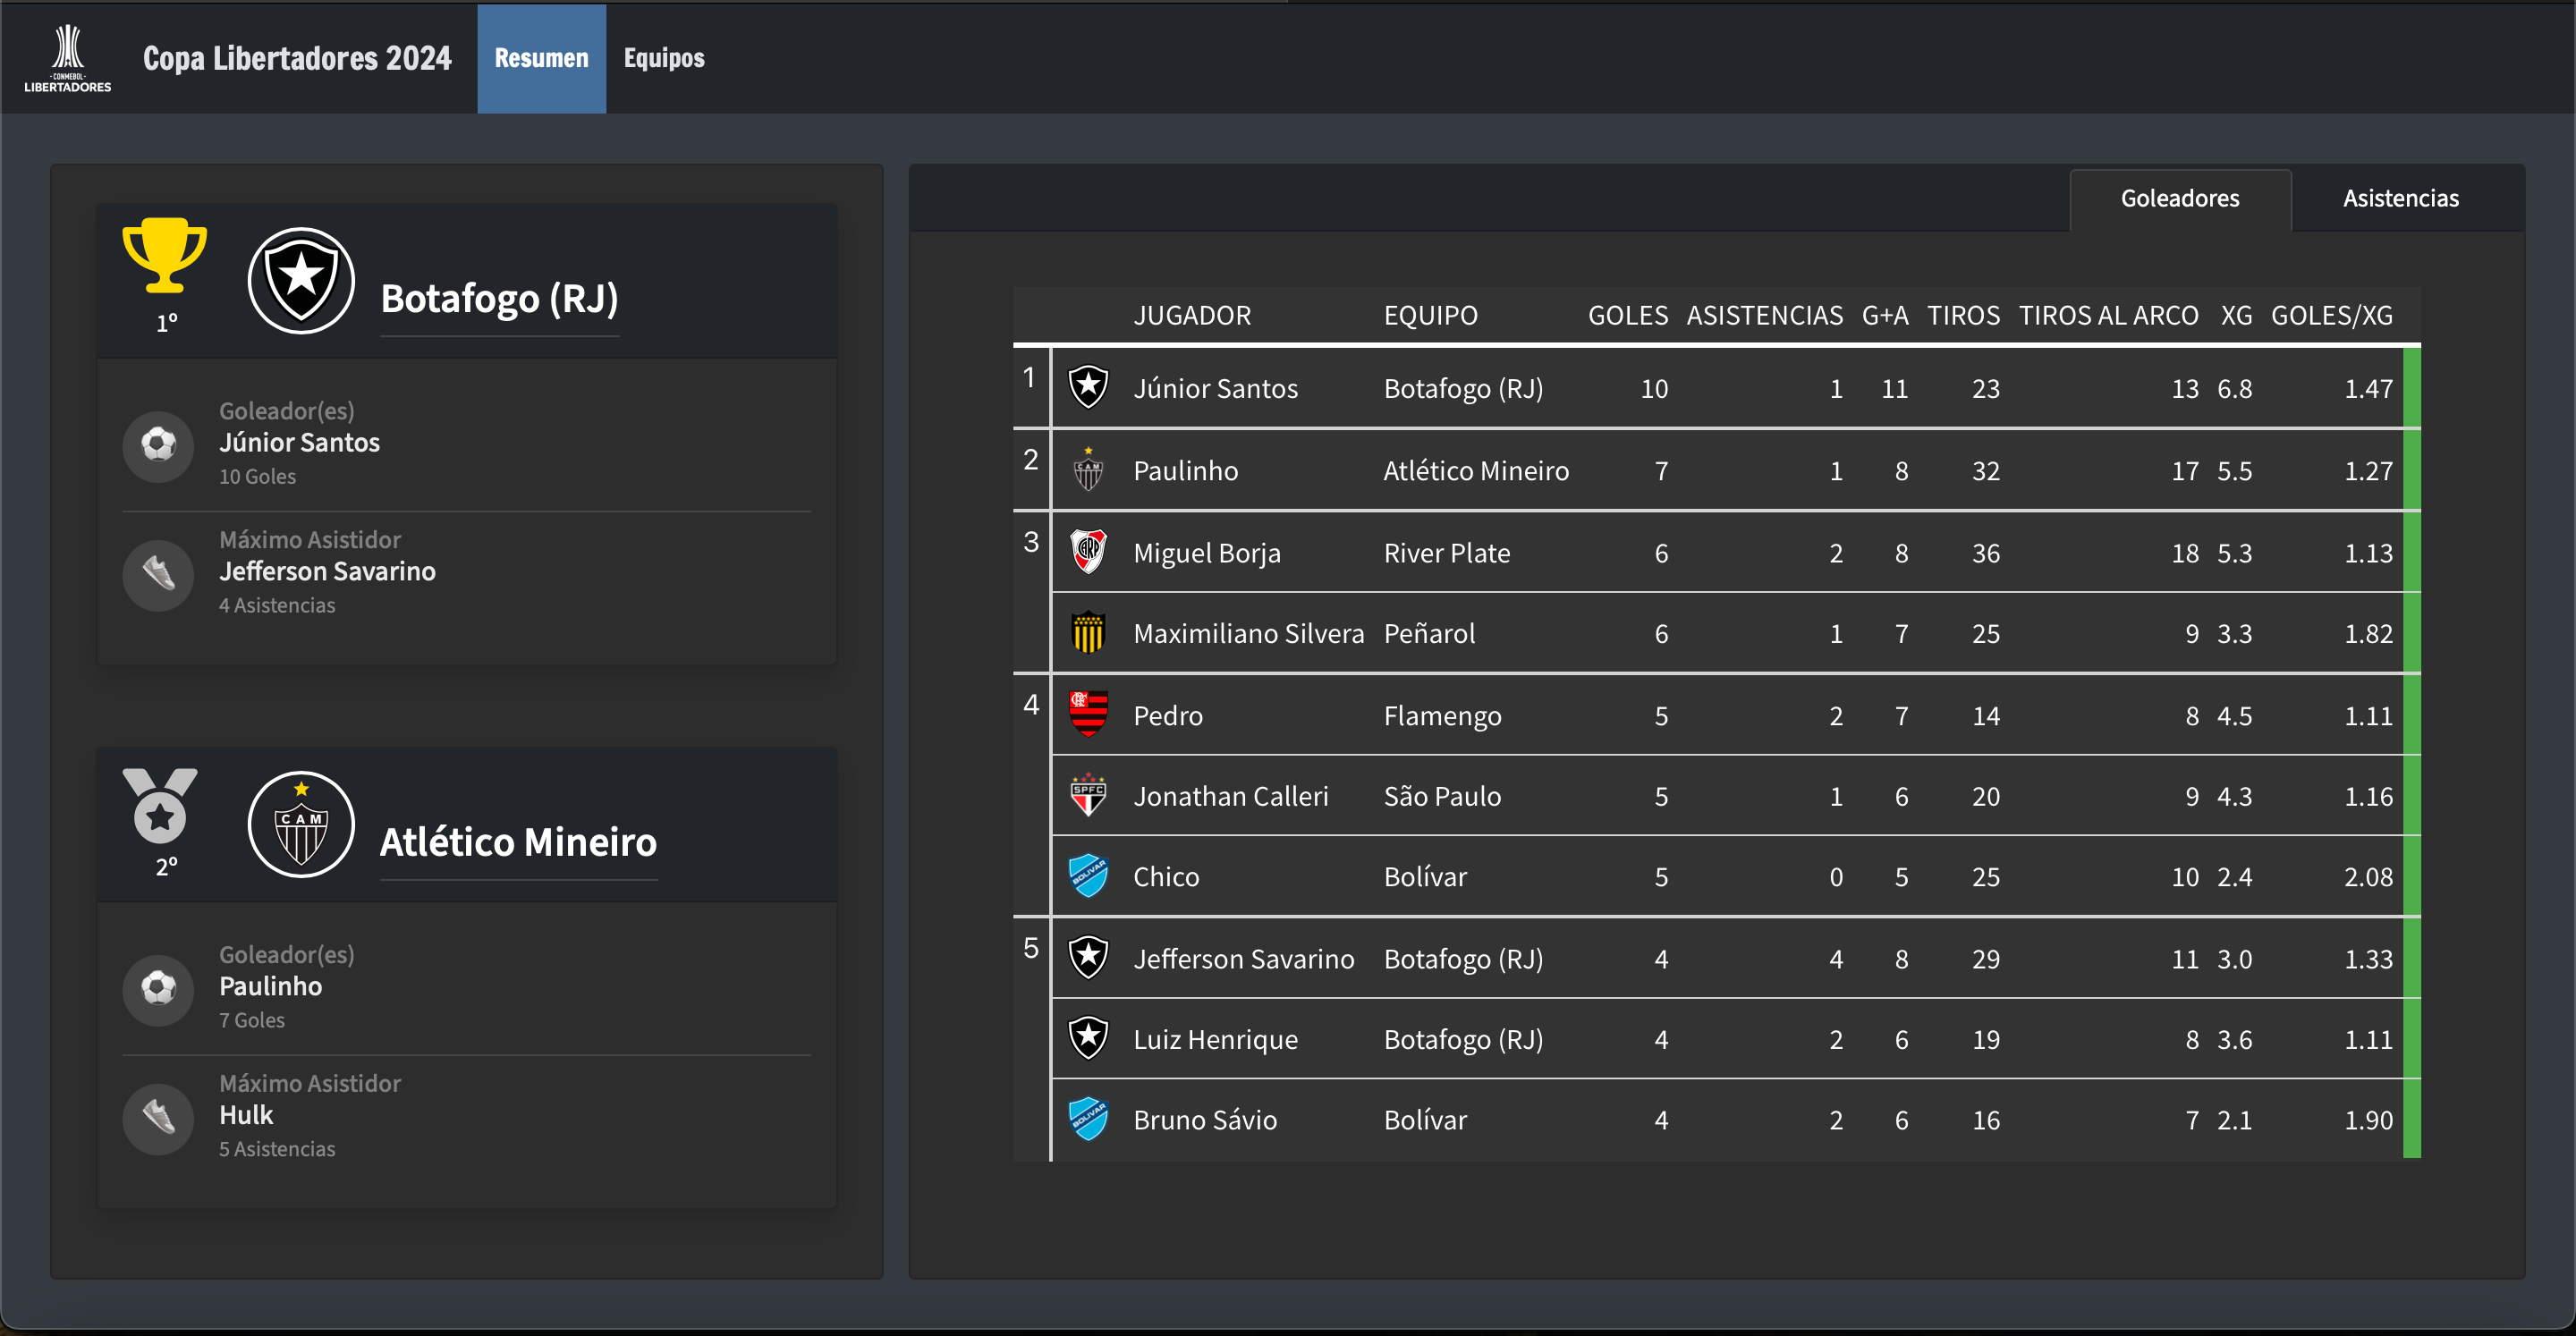 -CONMEBOL-
LIBERTADORES
Copa Libertadores 2024
Resumen
Equipos
1º
Botafogo (RJ)
Goleador(es)
Júnior Santos
10 Goles
Máximo Asistidor
Jefferson Savarino
4 Asistencias
2º
CAM
Atlético Mineiro
Goleador(es)
Paulinho
7 Goles
Máximo Asistidor
Hulk
5 Asistencias
Goleadores
Asistencias
JUGADOR EQUIPO GOLES ASISTENCIAS G+A TIROS TIROS AL ARCO XG GOLES/XG
1 Júnior Santos Botafogo (RJ) 10 1 11 23 13 6.8 1.47
2 CAM Paulinho Atlético Mineiro 7 1 8 32 17 5.5 1.27
3 CARP Miguel Borja River Plate 6 2 8 36 18 5.3 1.13
Maximiliano Silvera Peñarol 6 1 7 25 9 3.3 1.82
4 Pedro Flamengo 5 2 7 14 8 4.5 1.11
SPFC Jonathan Calleri São Paulo 5 1 6 20 9 4.3 1.16
BOLIVAR Chico Bolívar 5 0 5 25 10 2.4 2.08
5 Jefferson Savarino Botafogo (RJ) 4 4 8 29 11 3.0 1.33
Luiz Henrique Botafogo (RJ) 4 2 6 19 8 3.6 1.11
BOLIVAR Bruno Sávio Bolívar 4 2 6 16 7 2.1 1.90